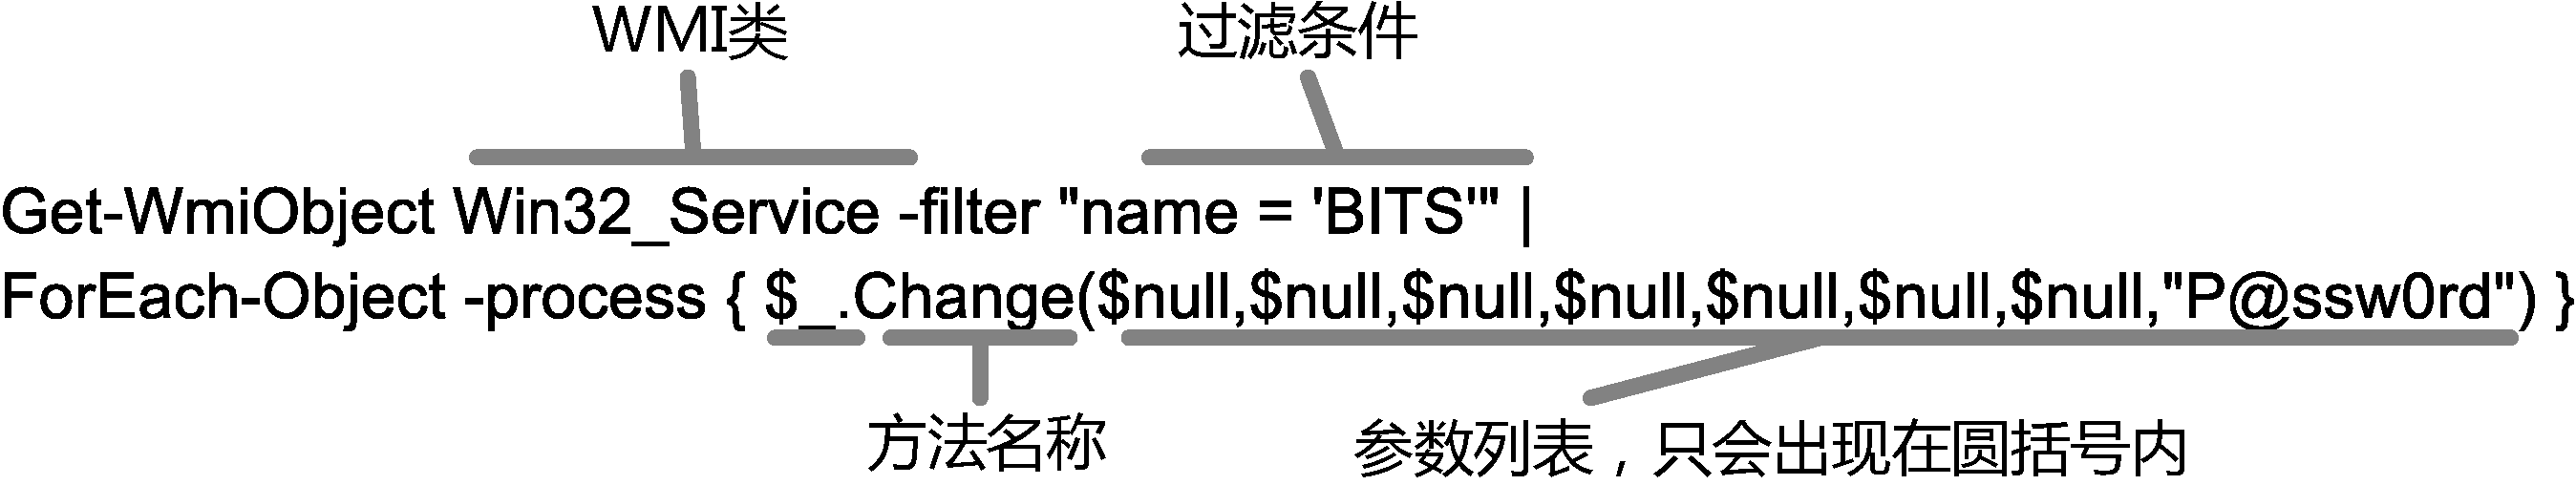 WMI类
过滤条件
Get-WmiObject Win32_Service -filter "name = 'BITS'" |
ForEach-Object -process { $_.Change($null,$null,$null,$null,$null,$null,$null,"P@ssw0rd") }
方法名称
参数列表，只会出现在圆括号内